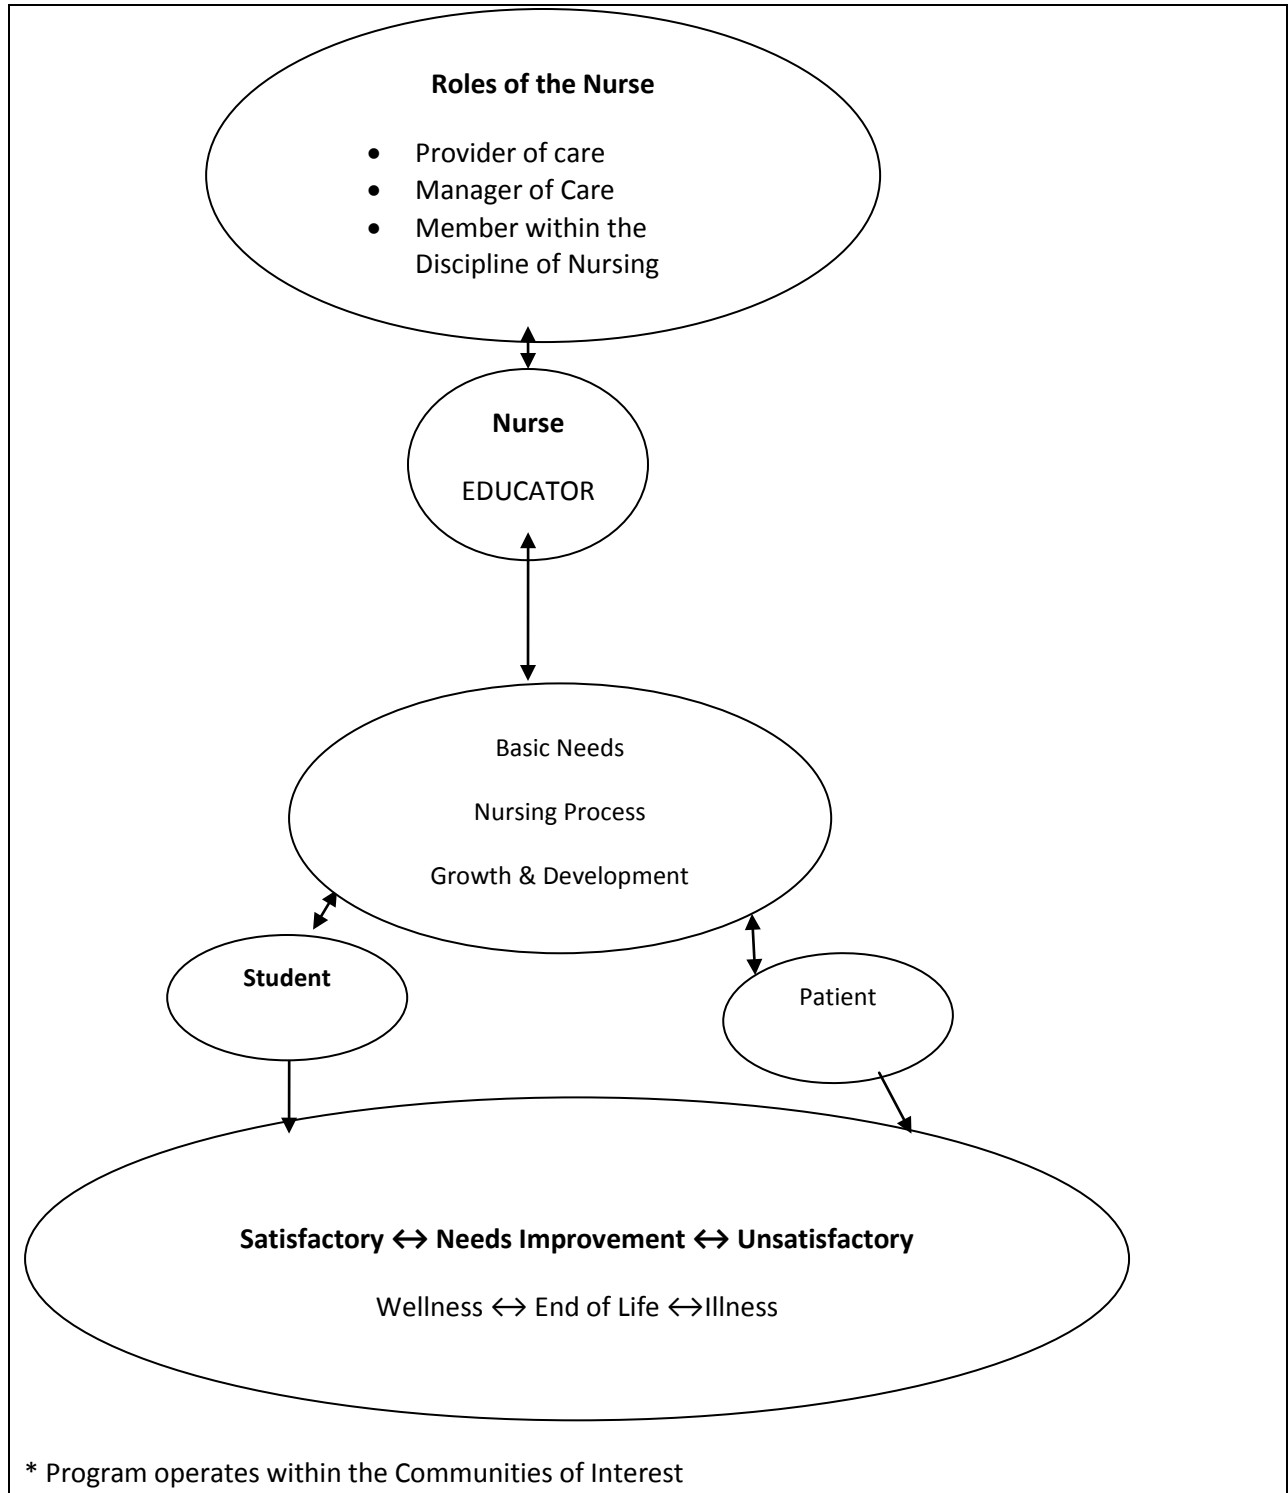 Roles of the Nurse
• Provider of care
• Manager of Care
• Member within the
Discipline of Nursing
Nurse
EDUCATOR
Basic Needs
Nursing Process
Growth & Development
Student
Patient
Satisfactory ↔ Needs Improvement ↔ Unsatisfactory
Wellness ↔ End of Life ↔Illness
* Program operates within the Communities of Interest